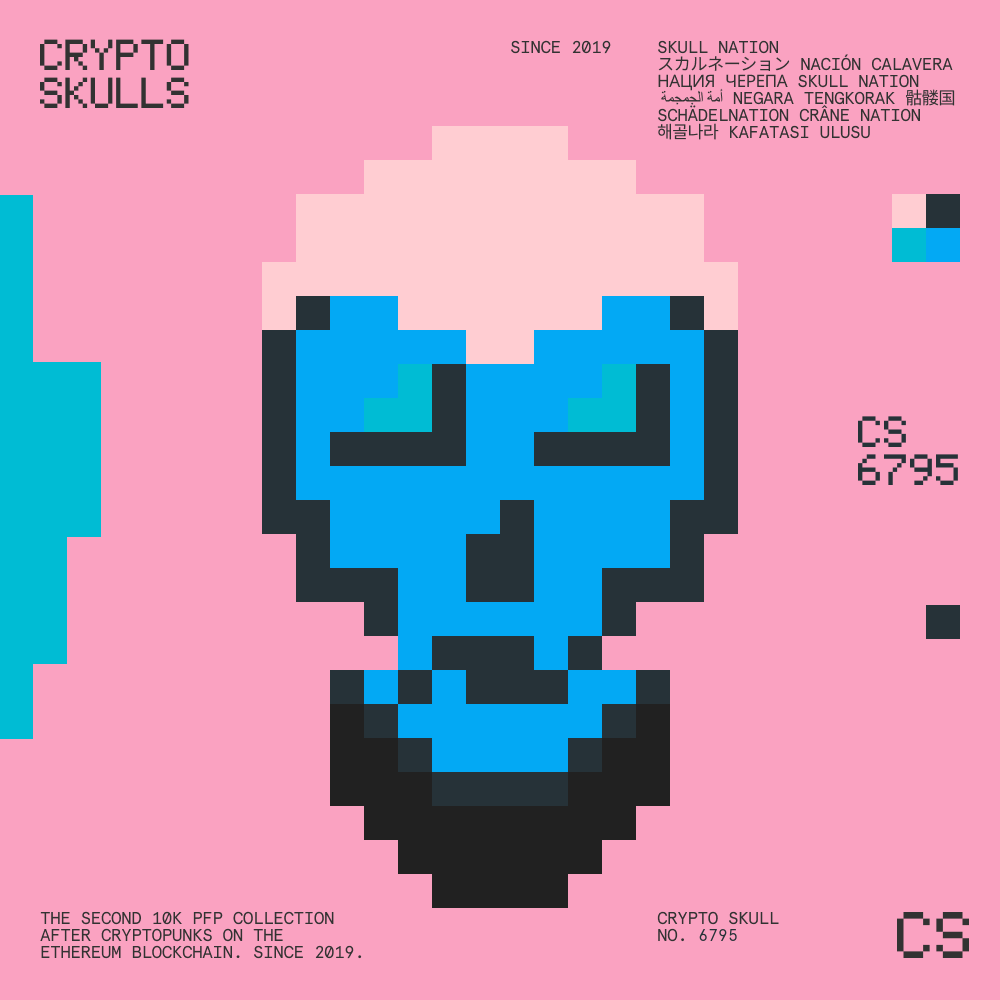 CRYPTO
SKULLS
SINCE 2019
SKULL NATION
スカルネーション NACIÓN CALAVERA
НАЦИЯ ЧЕРЕПА SKULL NATION
أمة الجمجمة NEGARA TENGKORAK 骷髅国
SCHÄDELNATION CRÂNE NATION
해골나라 KAFATASI ULUSU
CS
6795
THE SECOND 10K PFP COLLECTION
AFTER CRYPTOPUNKS ON THE
ETHEREUM BLOCKCHAIN. SINCE 2019.
CRYPTO SKULL
NO. 6795
CS